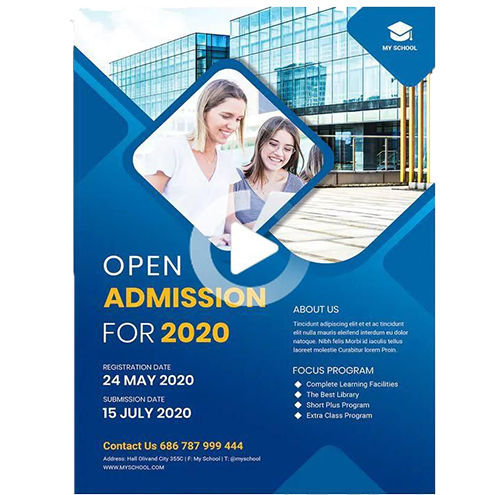 MY SCHOOL
OPEN
ADMISSION
FOR 2020
REGISTRATION DATE
24 MAY 2020
SUBMISSION DATE
15 JULY 2020
Contact Us 686 787 999 444
Address: Hall Olivand City 355C | F: My School | T: @myschool
WWW.MYSCHOOL.COM
ABOUT US
Tincidunt adipiscing elit et et ac tincidunt
elit nulla mauris eleifend interdum eu dolor
natoque. Nibh felis Morbi id iaculis tellus
laoreet molestie Curabitur lorem Proin.
FOCUS PROGRAM
Complete Learning Facilities
The Best Library
Short Plus Program
Extra Class Program